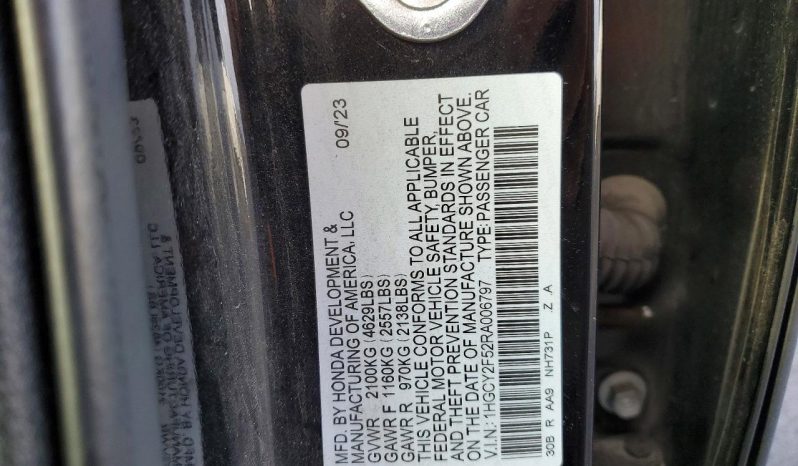 MFD. BY HONDA DEVELOPMENT & 09/'23
MANUFACTURING OF AMERICA, LLC
GVWR 2100KG (4629LBS)
GAWR F 1160KG (2557LBS)
GAWR R 970KG (2138LBS)
THIS VEHICLE CONFORMS TO ALL APPLICABLE
FEDERAL MOTOR VEHICLE SAFETY, BUMPER,
AND THEFT PREVENTION STANDARDS IN EFFECT
ON THE DATE OF MANUFACTURE SHOWN ABOVE.
V.I.N.: 1HGCY2F52RA006797 TYPE:PASSENGER CAR
30B R AA9 NH731P Z A